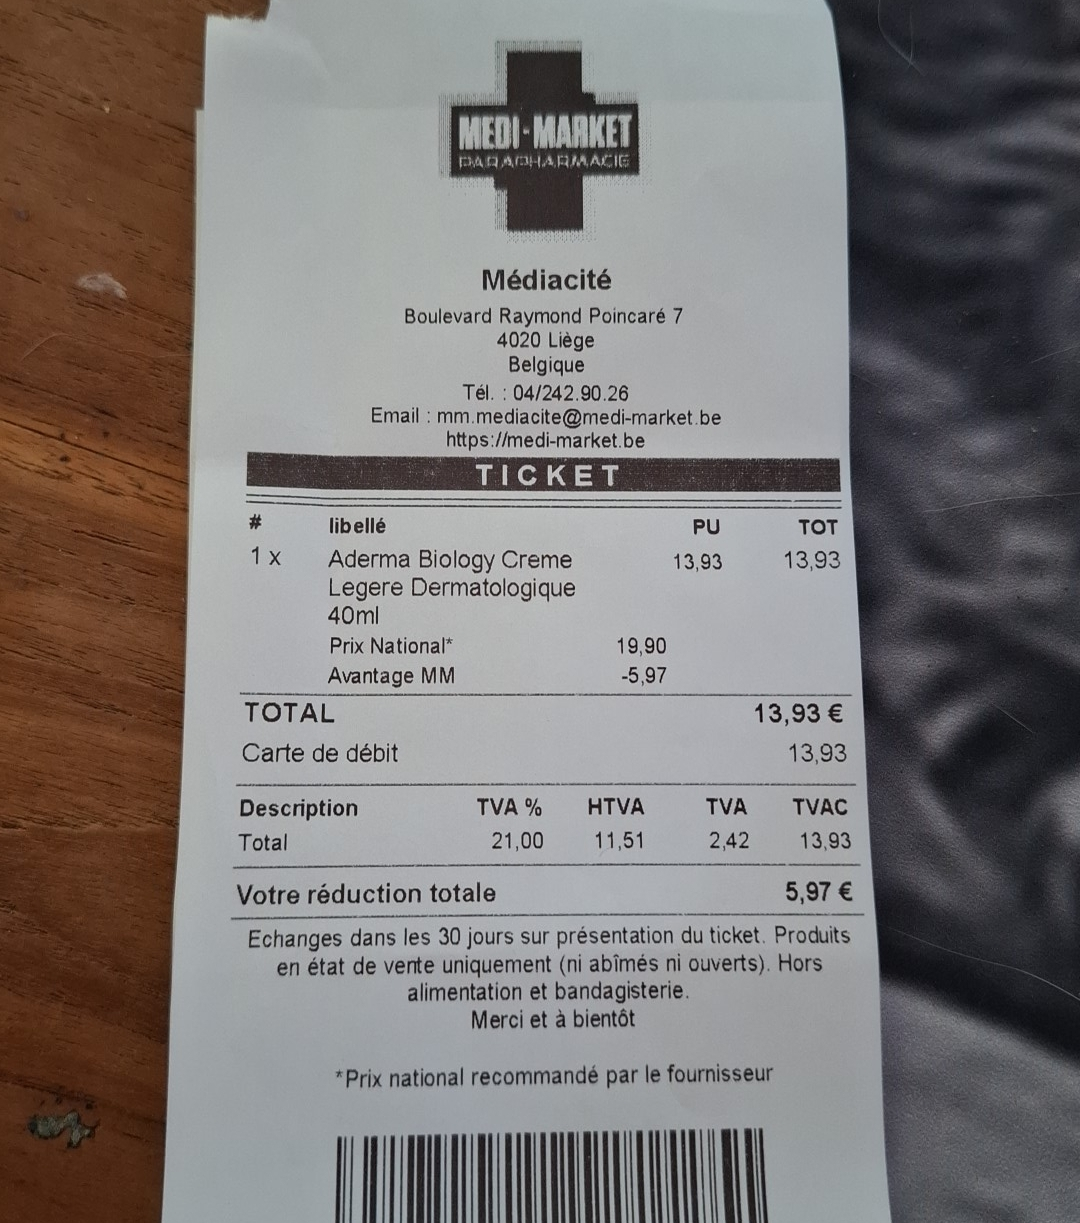 MEDI-MARKET
PARAPHARMACIE
Médiacité
Boulevard Raymond Poincaré 7
4020 Liège
Belgique
Tél. : 04/242.90.26
Email : mm.mediacite@medi-market.be
https://medi-market.be
TICKET
# libellé PU TOT
1 x Aderma Biology Creme 13,93 13,93
Legere Dermatologique
40ml
Prix National* 19,90
Avantage MM -5,97
TOTAL 13,93 €
Carte de débit 13,93
Description TVA % HTVA TVA TVAC
Total 21,00 11,51 2,42 13,93
Votre réduction totale 5,97 €
Echanges dans les 30 jours sur présentation du ticket. Produits
en état de vente uniquement (ni abîmés ni ouverts). Hors
alimentation et bandagisterie.
Merci et à bientôt
*Prix national recommandé par le fournisseur